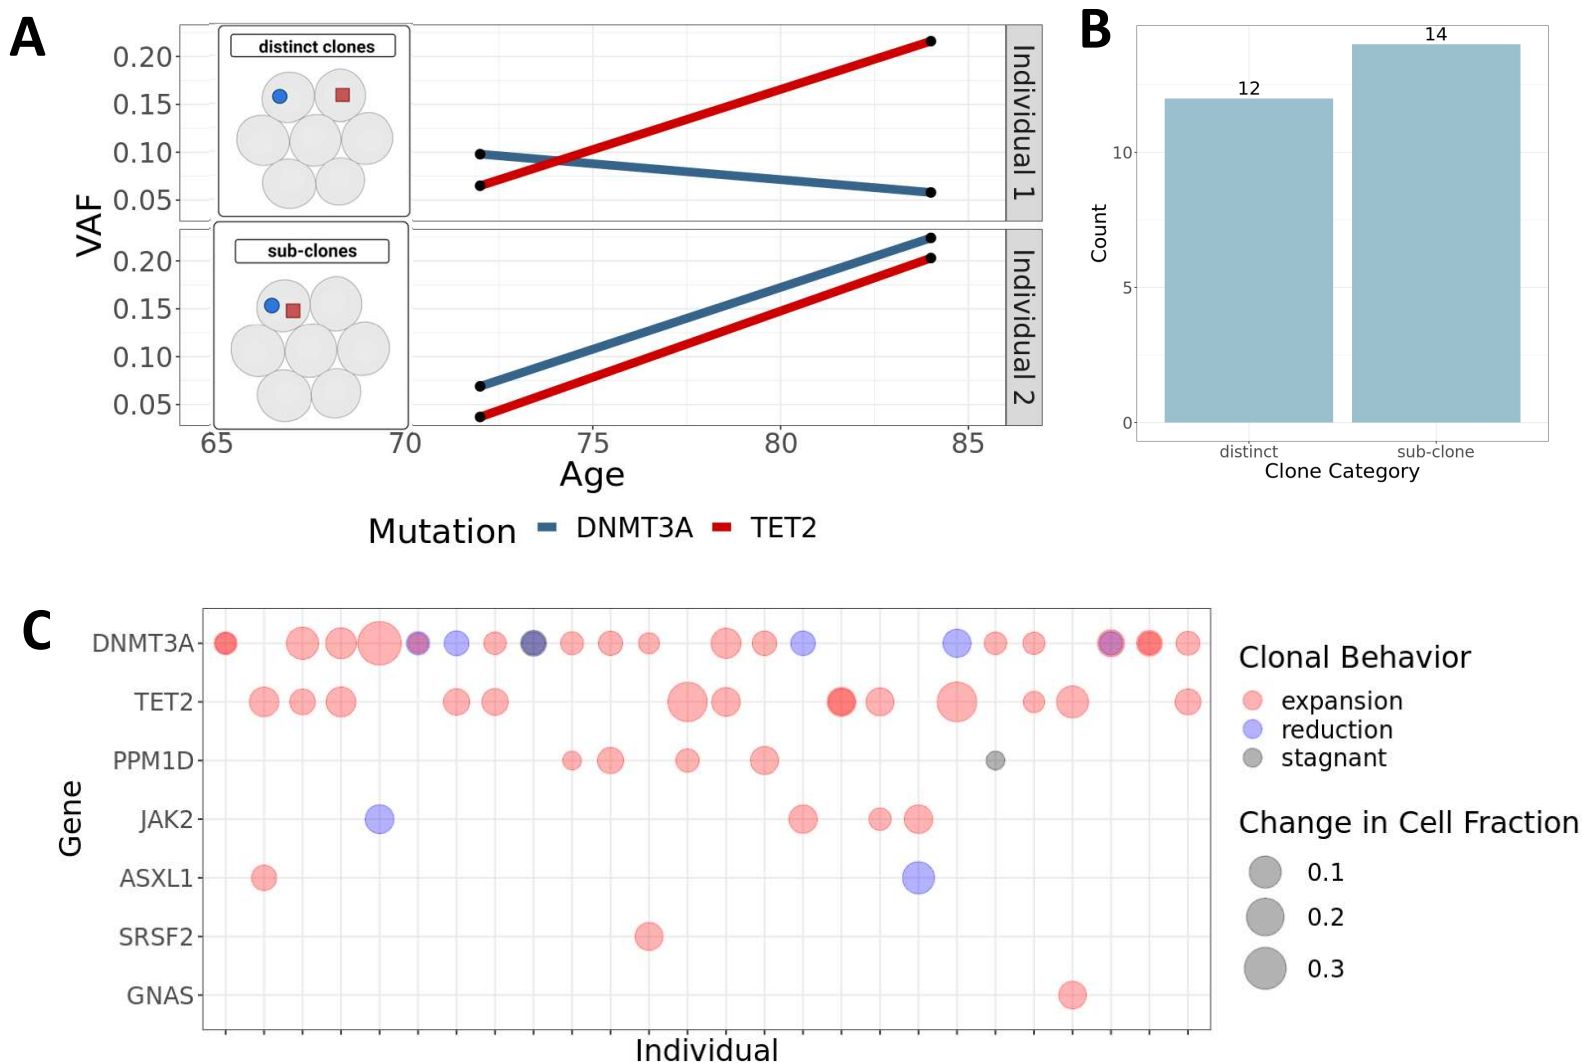 A
distinct clones
0.20
0.15
0.10
0.05
Individual 1
VAF
sub-clones
0.20
0.15
0.10
0.05
Individual 2
65 70 75 80 85
Age
Mutation DNMT3A TET2
B
14
12
10
5
0
Count
distinct sub-clone
Clone Category
C
DNMT3A
TET2
PPM1D
JAK2
ASXL1
SRSF2
GNAS
Gene
Individual
Clonal Behavior
expansion
reduction
stagnant
Change in Cell Fraction
0.1
0.2
0.3